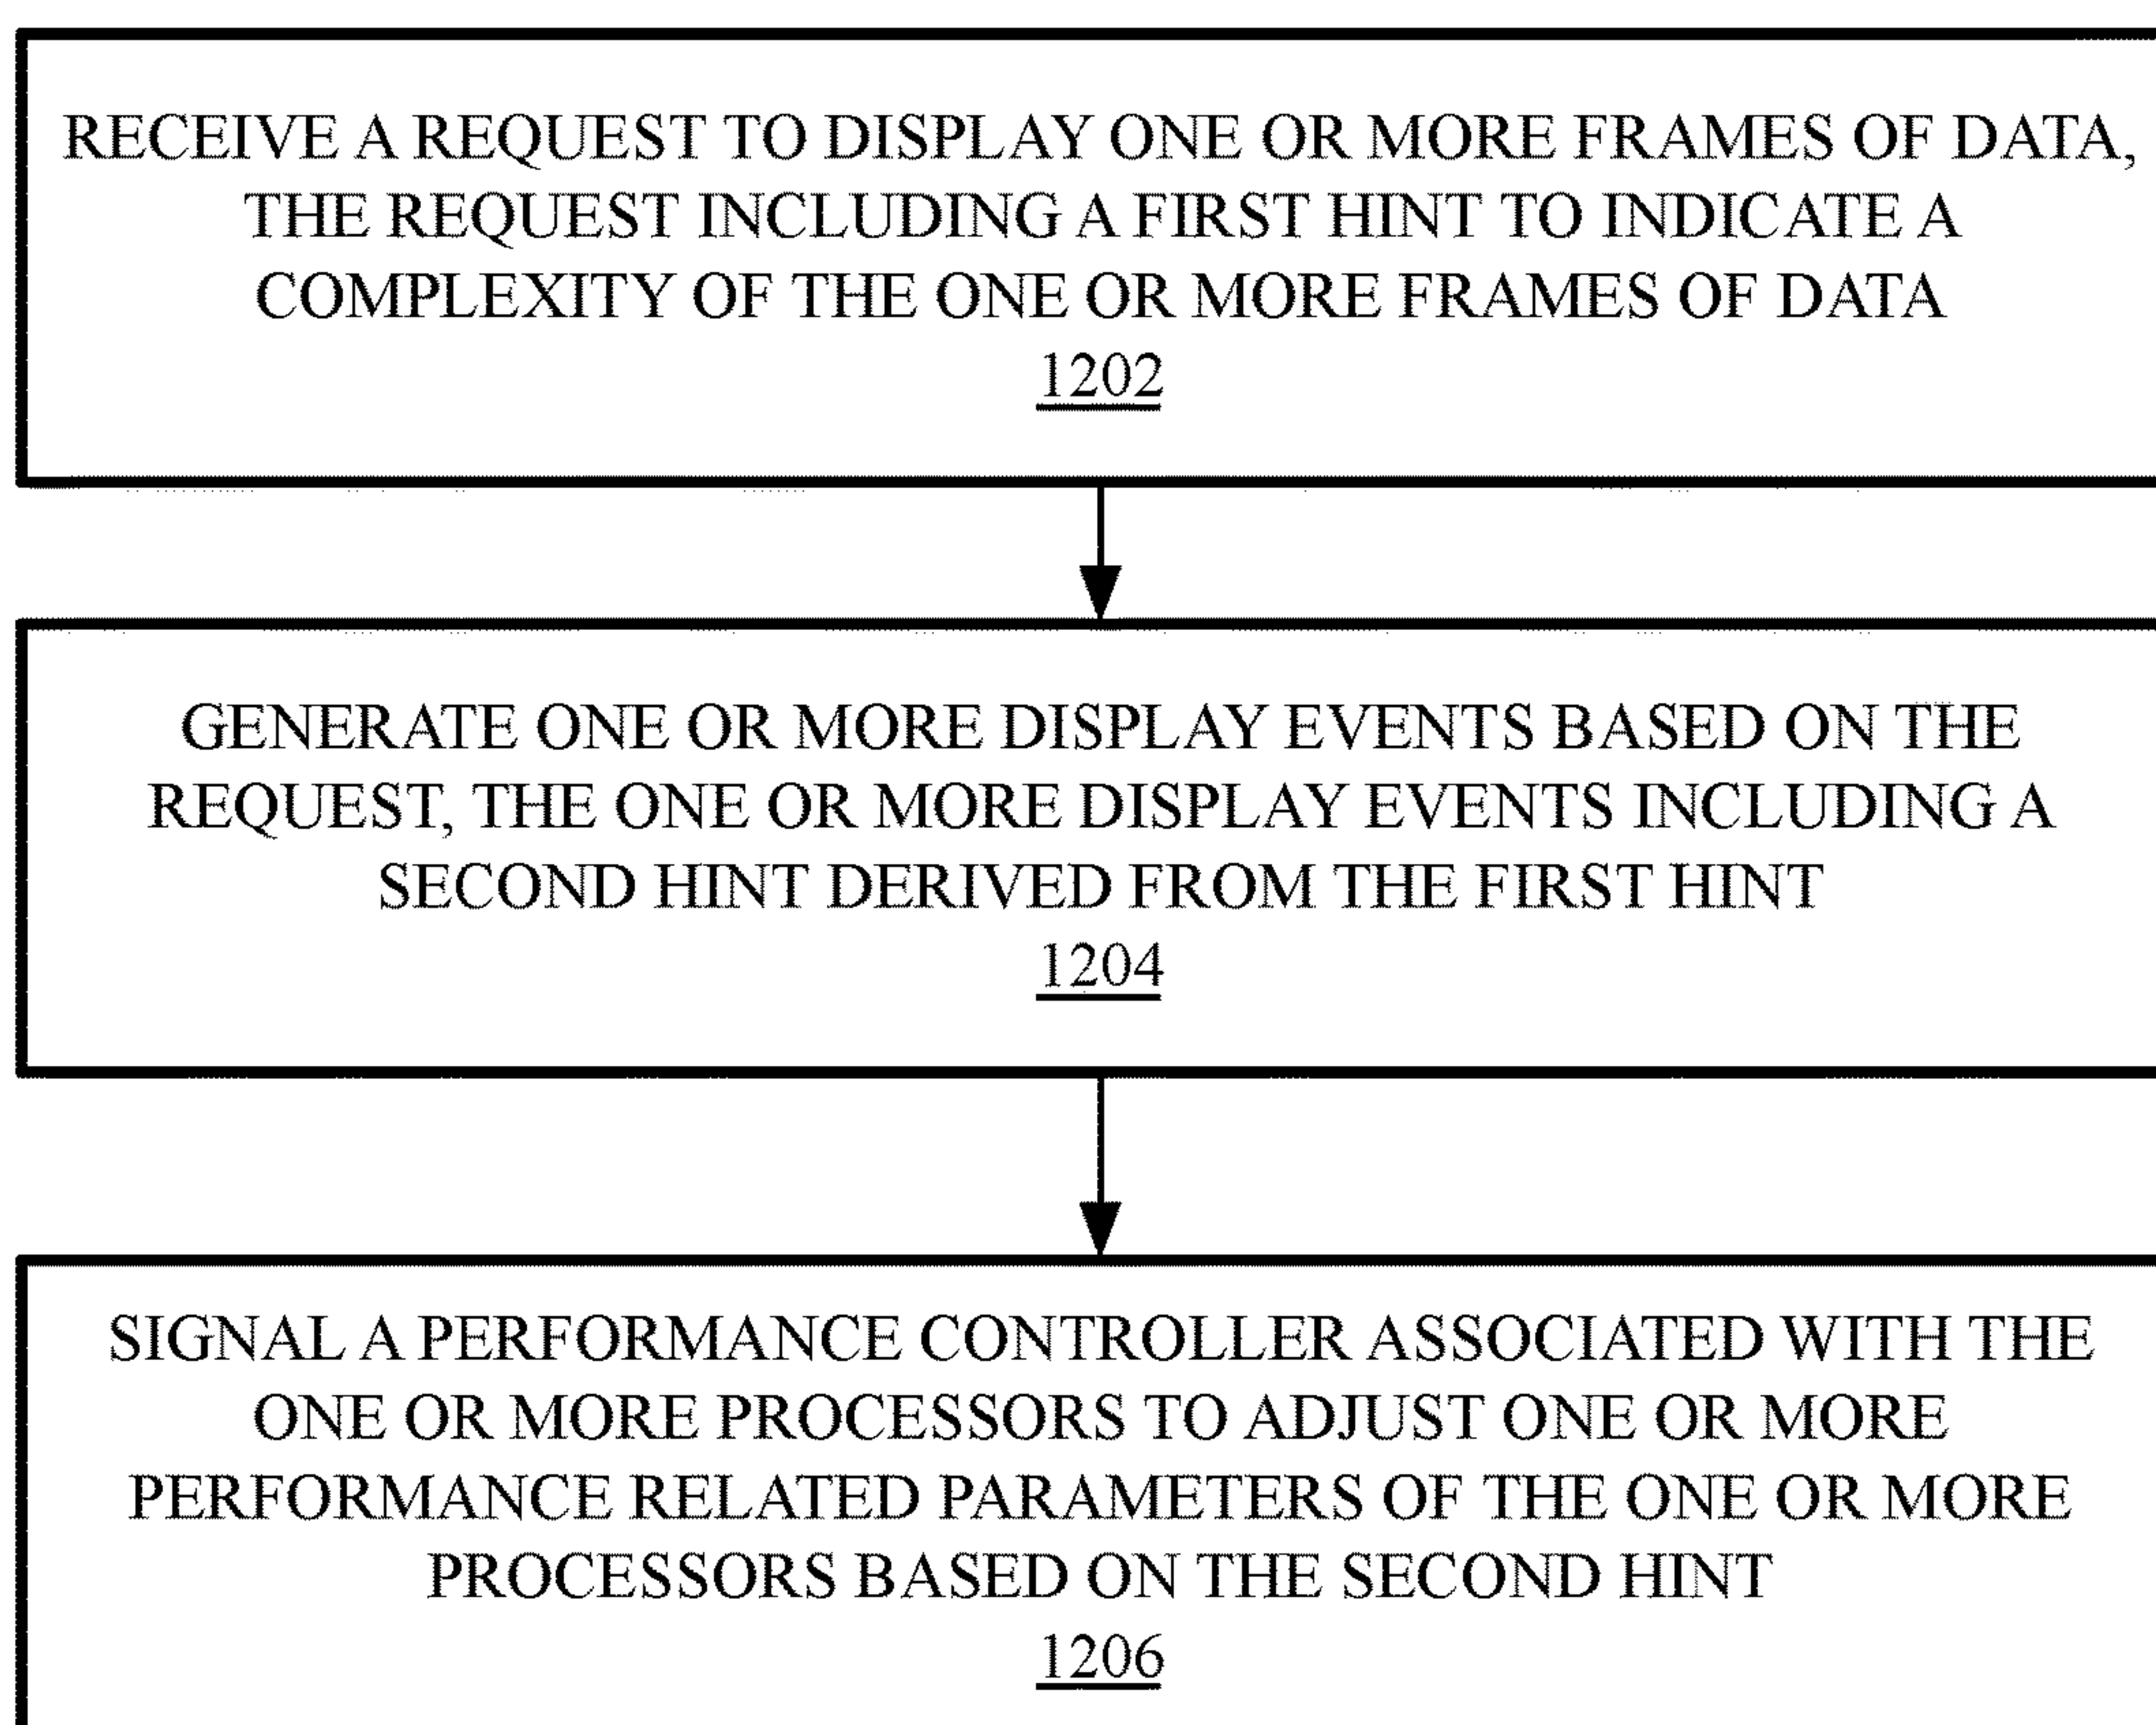 RECEIVE A REQUEST TO DISPLAY ONE OR MORE FRAMES OF DATA,
THE REQUEST INCLUDING A FIRST HINT TO INDICATE A
COMPLEXITY OF THE ONE OR MORE FRAMES OF DATA
1202
GENERATE ONE OR MORE DISPLAY EVENTS BASED ON THE
REQUEST, THE ONE OR MORE DISPLAY EVENTS INCLUDING A
SECOND HINT DERIVED FROM THE FIRST HINT
1204
SIGNAL A PERFORMANCE CONTROLLER ASSOCIATED WITH THE
ONE OR MORE PROCESSORS TO ADJUST ONE OR MORE
PERFORMANCE RELATED PARAMETERS OF THE ONE OR MORE
PROCESSORS BASED ON THE SECOND HINT
1206